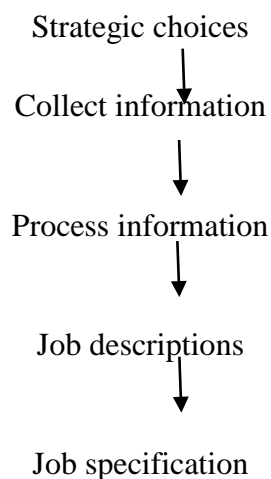 Strategic choices
Collect information
Process information
Job descriptions
Job specification